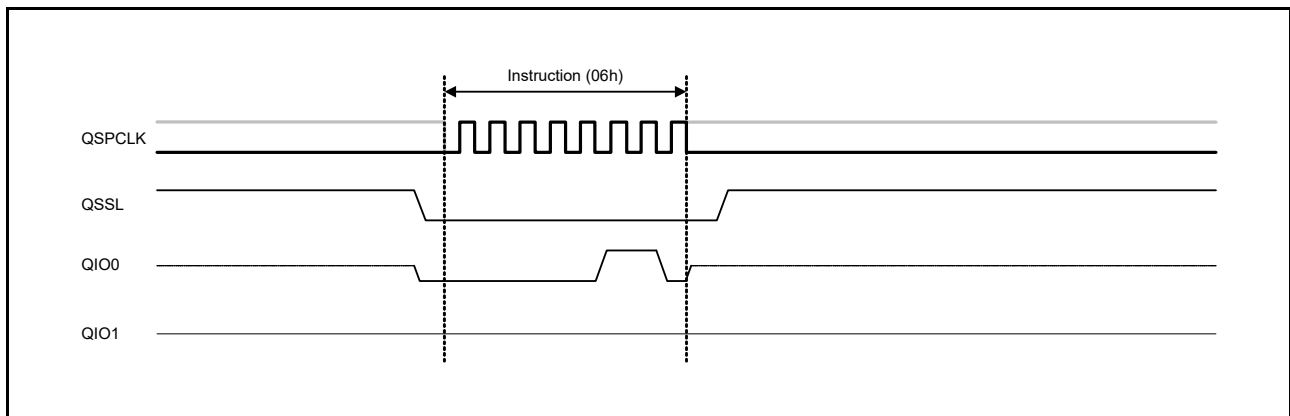 Instruction (06h)
QSPCLK
QSSL
QIO0
QIO1